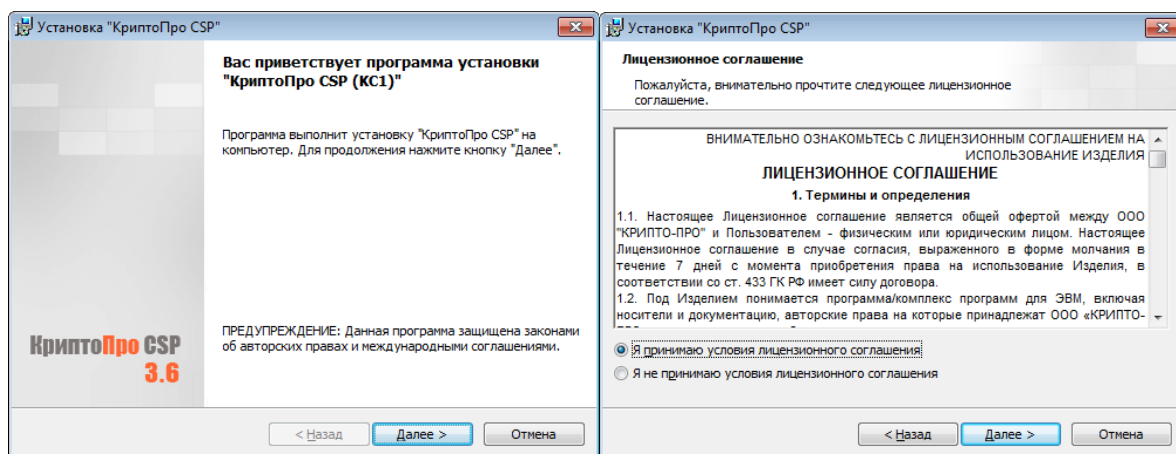 Установка "КриптоПро CSP"
Вас приветствует программа установки
"КриптоПро CSP (KC1)"
Программа выполнит установку "КриптоПро CSP" на
компьютер. Для продолжения нажмите кнопку "Далее".
ПРЕДУПРЕЖДЕНИЕ: Данная программа защищена законами
об авторских правах и международными соглашениями.
КриптоПро CSP
3.6
< Назад
Далее >
Отмена
Установка "КриптоПро CSP"
Лицензионное соглашение
Пожалуйста, внимательно прочтите следующее лицензионное
соглашение.
ВНИМАТЕЛЬНО ОЗНАКОМЬТЕСЬ С ЛИЦЕНЗИОННЫМ СОГЛАШЕНИЕМ НА
ИСПОЛЬЗОВАНИЕ ИЗДЕЛИЯ
ЛИЦЕНЗИОННОЕ СОГЛАШЕНИЕ
1. Термины и определения
1.1. Настоящее Лицензионное соглашение является общей офертой между ООО
"КРИПТО-ПРО" и Пользователем - физическим или юридическим лицом. Настоящее
Лицензионное соглашение в случае согласия, выраженного в форме молчания в
течение 7 дней с момента приобретения права на использование Изделия, в
соответствии со ст. 433 ГК РФ имеет силу договора.
1.2. Под Изделием понимается программа/комплекс программ для ЭВМ, включая
носители и документацию, авторские права на которые принадлежат ООО «КРИПТО-
Я принимаю условия лицензионного соглашения
Я не принимаю условия лицензионного соглашения
< Назад
Далее >
Отмена